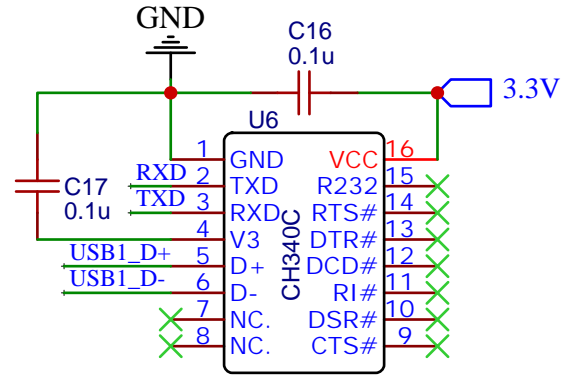 GND
C16
0.1u
3.3V
U6
1 GND VCC 16
RXD 2 TXD R232 15
TXD 3 RXD RTS# 14
4 V3 DTR# 13
USB1_D+ 5 D+ DCD# 12
USB1_D- 6 D- RI# 11
7 NC. DSR# 10
8 NC. CTS# 9
C17
0.1u
CH340C